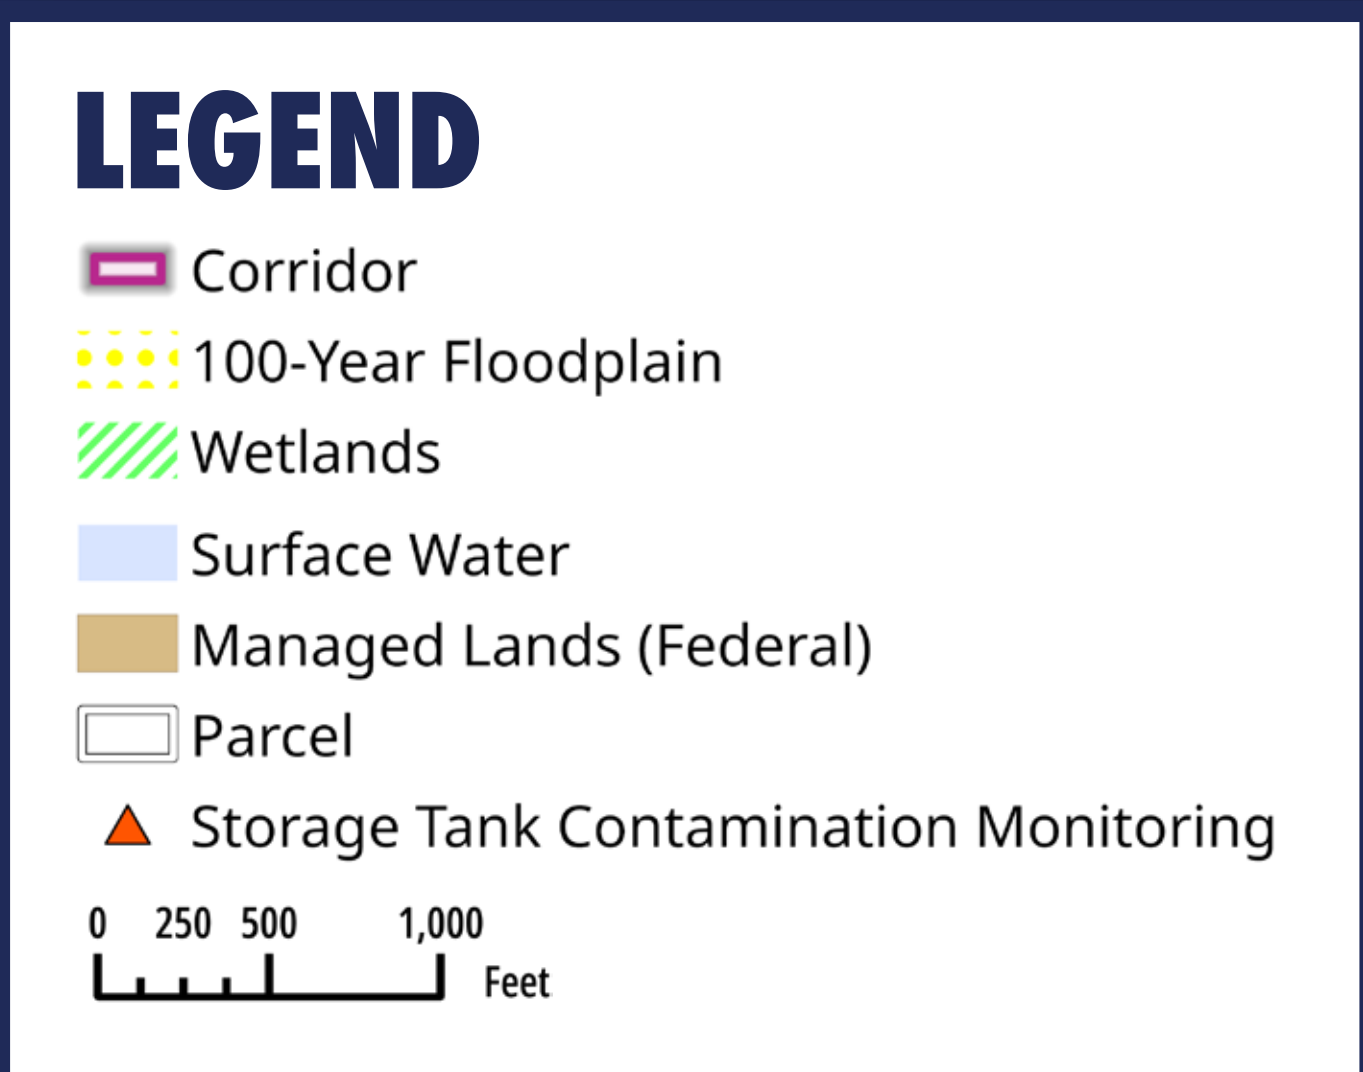 LEGEND
Corridor
100-Year Floodplain
Wetlands
Surface Water
Managed Lands (Federal)
Parcel
Storage Tank Contamination Monitoring
0 250 500 1,000
Feet